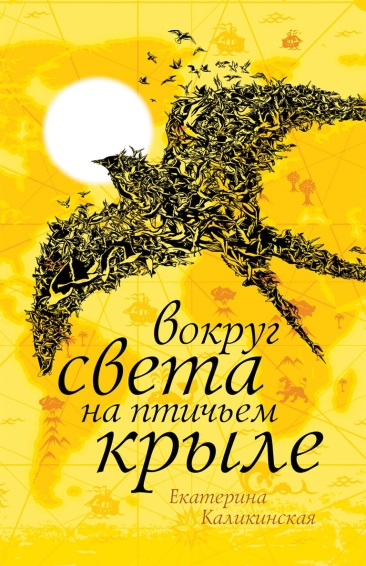 вокруг
света
на птичьем
крыле
Екатерина
Каликинская